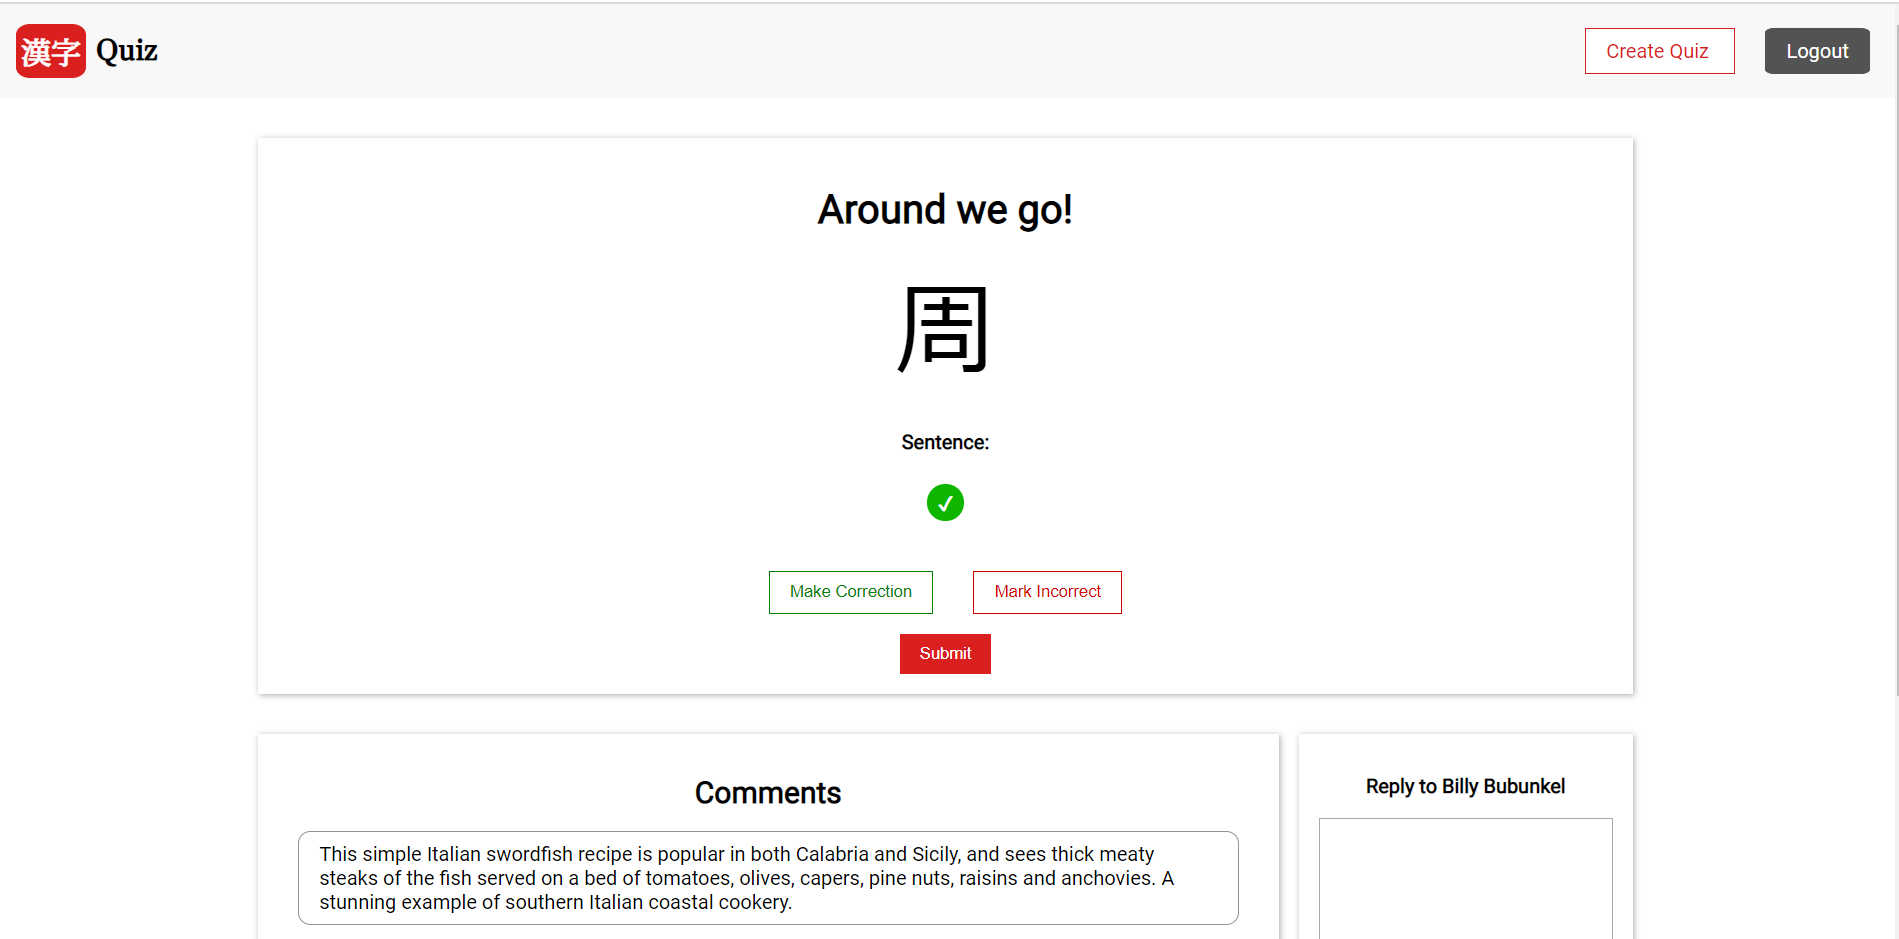 漢字 Quiz
Create Quiz
Logout
Around we go!
周
Sentence:
Make Correction
Mark Incorrect
Submit
Comments
This simple Italian swordfish recipe is popular in both Calabria and Sicily, and sees thick meaty
steaks of the fish served on a bed of tomatoes, olives, capers, pine nuts, raisins and anchovies. A
stunning example of southern Italian coastal cookery.
Reply to Billy Bubunkel